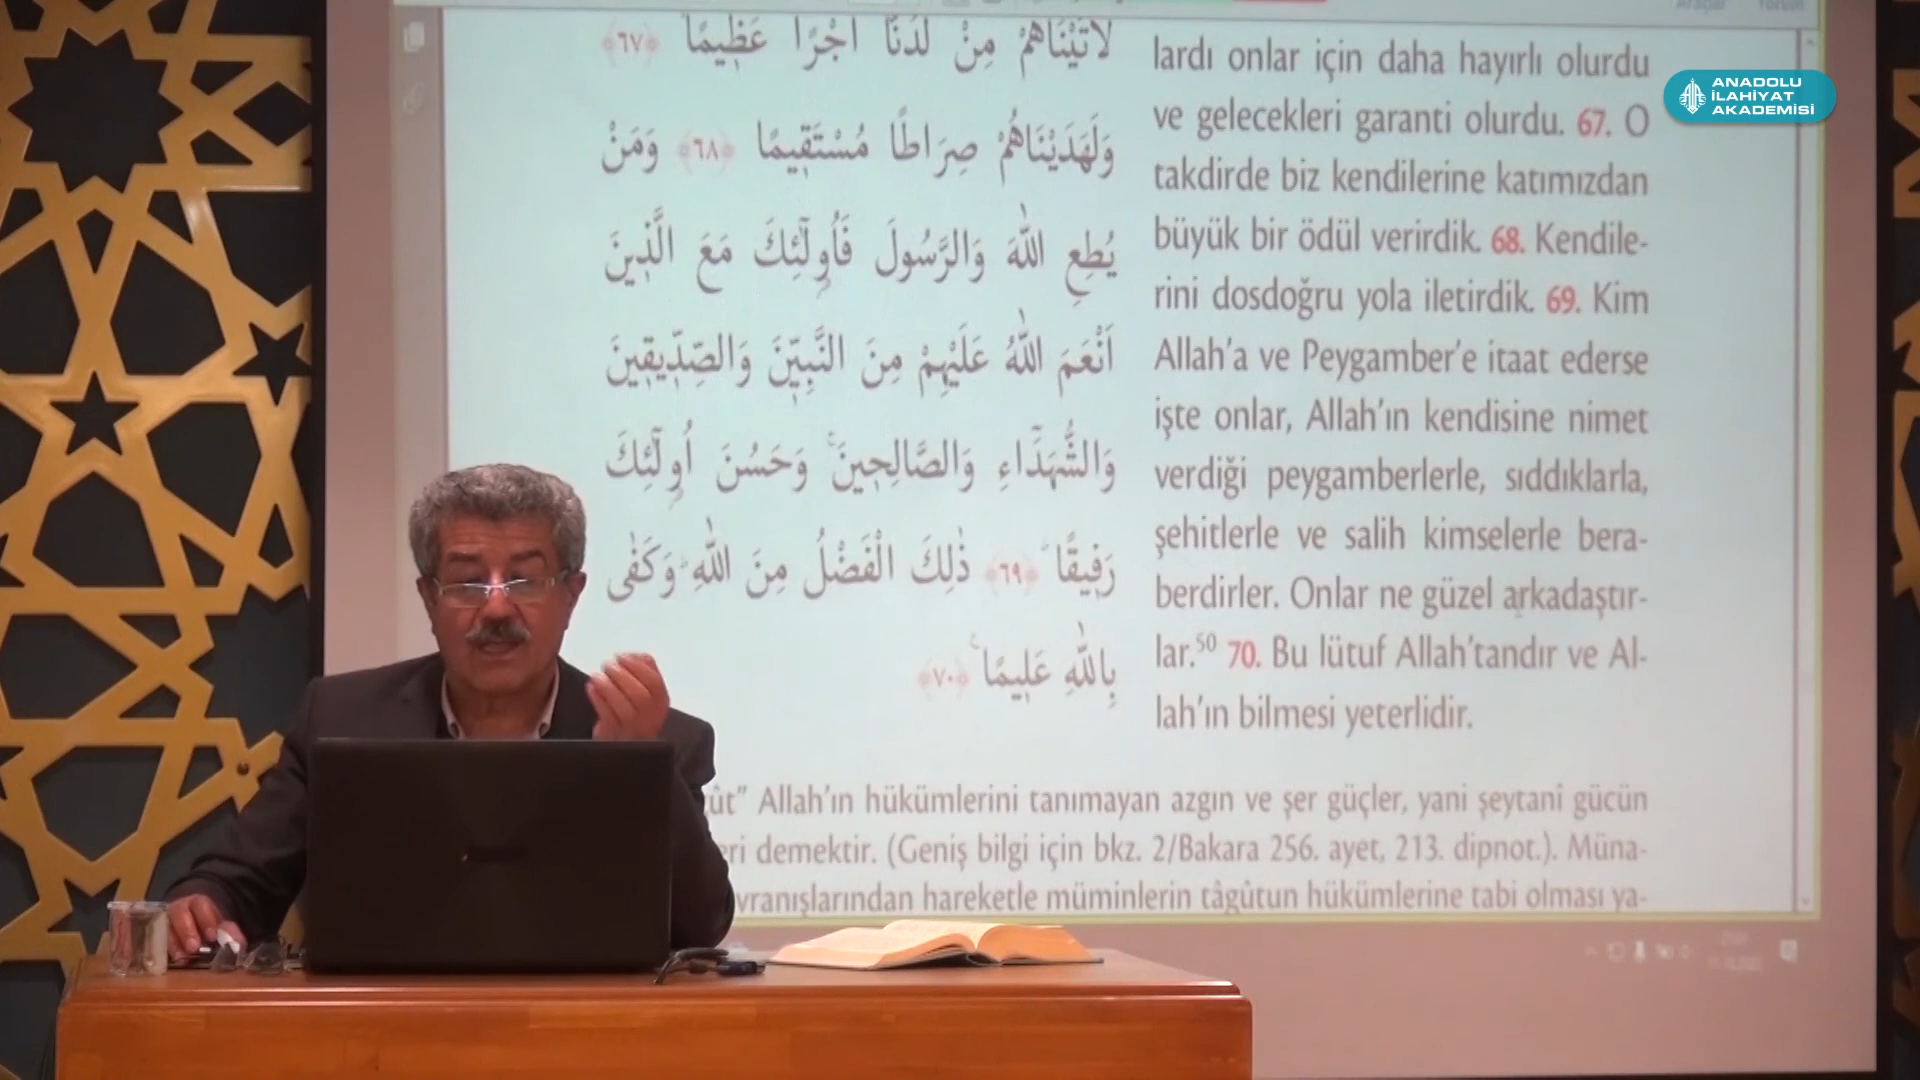 لَاٰتَيْنَاهُمْ مِنْ لَدُنَّٓا اَجْرًا عَظ۪يمًاۙ ﴿٦٧﴾
وَلَهَدَيْنَاهُمْ صِرَاطًا مُسْتَق۪يمًا ﴿٦٨﴾ وَمَنْ
يُطِعِ اللّٰهَ وَالرَّسُولَ فَاُو۬لٰٓئِكَ مَعَ الَّذ۪ينَ
اَنْعَمَ اللّٰهُ عَلَيْهِمْ مِنَ النَّبِيّ۪نَ وَالصِّدّ۪يق۪ينَ
وَالشُّهَدَٓاءِ وَالصَّالِح۪ينَۚ وَحَسُنَ اُو۬لٰٓئِكَ
رَف۪يقًاۜ ﴿٦٩﴾ ذٰلِكَ الْفَضْلُ مِنَ اللّٰهِۜ وَكَفٰى
بِاللّٰهِ عَل۪يمًاۚ ﴿٧٠﴾
lardı onlar için daha hayırlı olurdu
ve gelecekleri garanti olurdu. 67. O
takdirde biz kendilerine katımızdan
büyük bir ödül verirdik. 68. Kendile-
rini dosdoğru yola iletirdik. 69. Kim
Allah'a ve Peygamber'e itaat ederse
işte onlar, Allah'ın kendisine nimet
verdiği peygamberlerle, sıddıklarla,
şehitlerle ve salih kimselerle bera-
berdirler. Onlar ne güzel arkadaştır-
lar.50 70. Bu lütuf Allah'tandır ve Al-
lah'ın bilmesi yeterlidir.
ût" Allah'ın hükümlerini tanımayan azgın ve şer güçler, yani şeytanî gücün
eri demektir. (Geniş bilgi için bkz. 2/Bakara 256. ayet, 213. dipnot.). Müna-
vranışlarından hareketle müminlerin tâgûtun hükümlerine tabi olması ya-
ANADOLU
İLAHİYAT
AKADEMİSİ